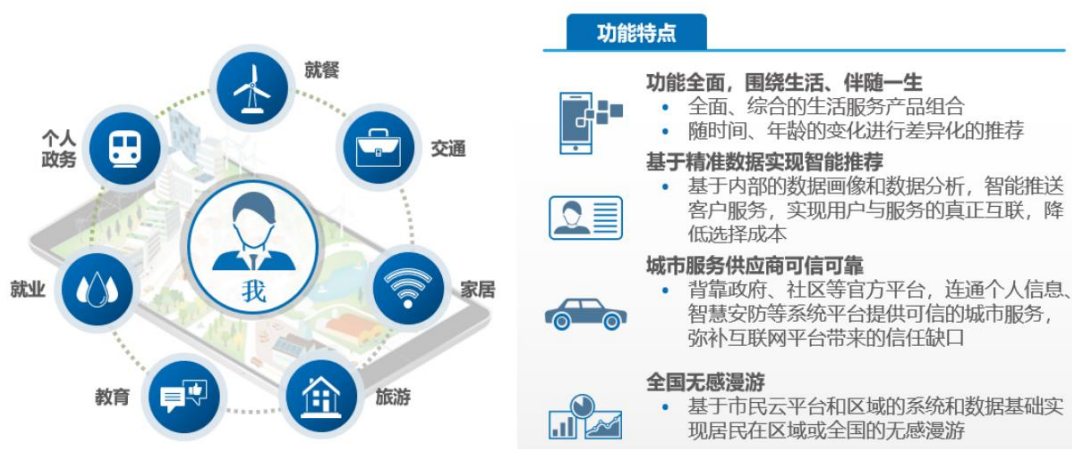 就餐
个人
政务
交通
我
就业
家居
教育
旅游
功能特点
功能全面，围绕生活、伴随一生
• 全面、综合的生活服务产品组合
• 随时间、年龄的变化进行差异化的推荐
基于精准数据实现智能推荐
• 基于内部的数据画像和数据分析，智能推送
客户服务，实现用户与服务的真正互联，降
低选择成本
城市服务供应商可信可靠
• 背靠政府、社区等官方平台，连通个人信息、
智慧安防等系统平台提供可信的城市服务，
弥补互联网平台带来的信任缺口
全国无感漫游
• 基于市民云平台和区域的系统和数据基础实
现居民在区域或全国的无感漫游